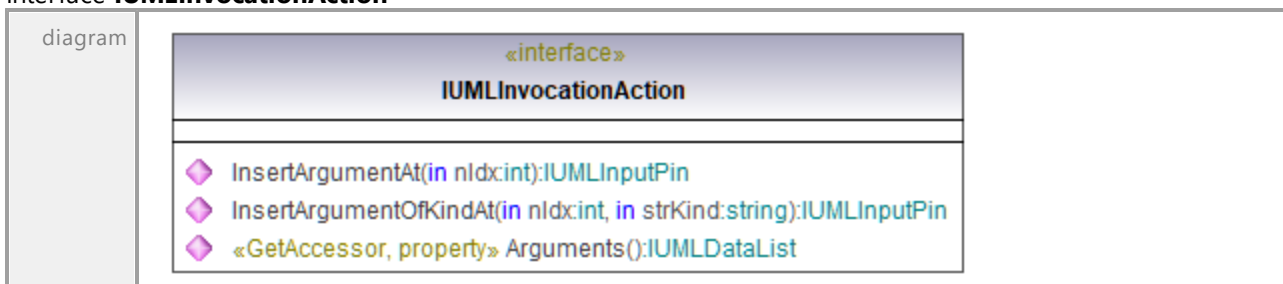 interface IUMLInvocationAction
diagram
«interface»
IUMLInvocationAction
InsertArgumentAt(in nIdx:int):IUMLInputPin
InsertArgumentOfKindAt(in nIdx:int, in strKind:string):IUMLInputPin
«GetAccessor, property» Arguments():IUMLDataList